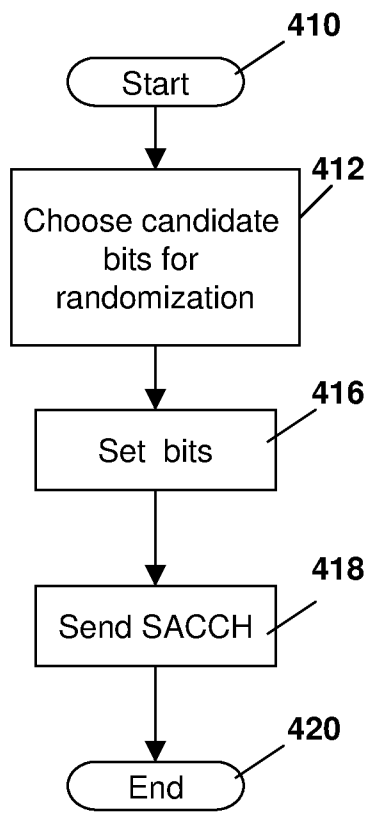 410
Start
412
Choose candidate
bits for
randomization
416
Set bits
418
Send SACCH
420
End